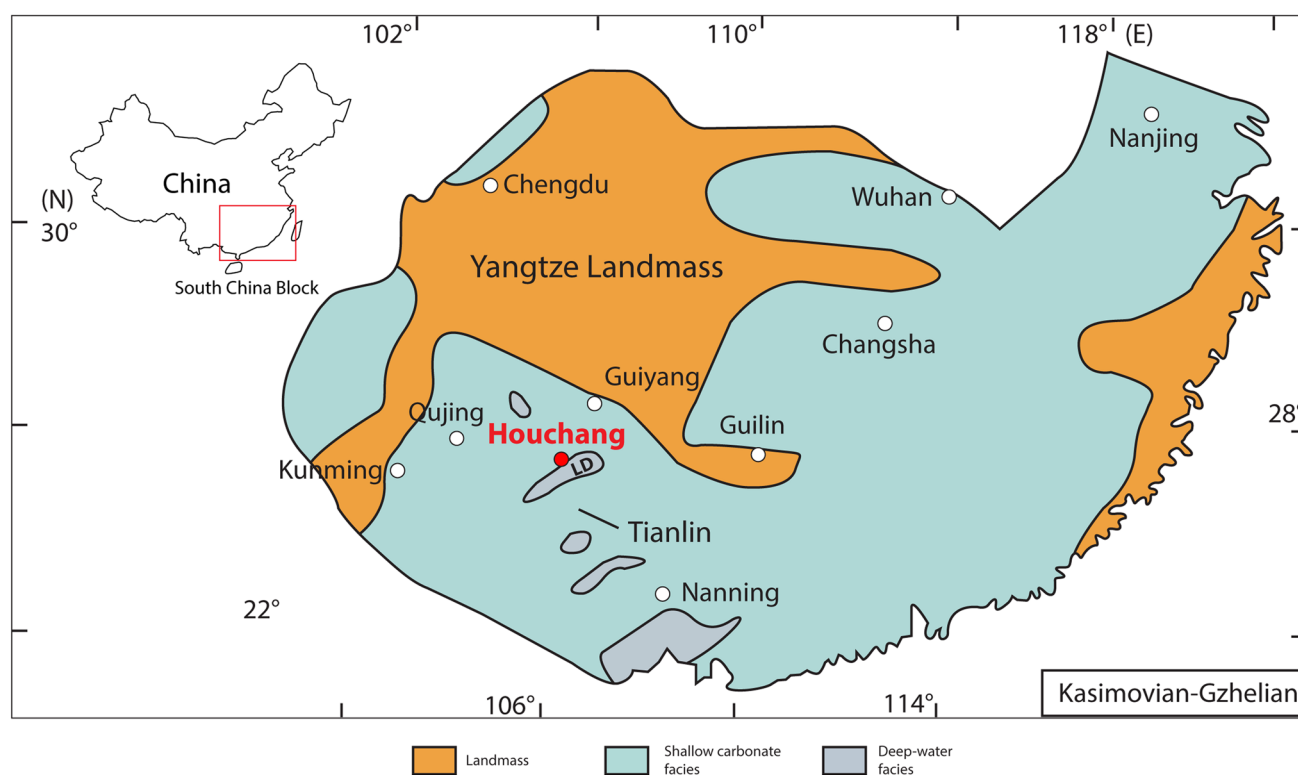 102°
110°
118° (E)
Nanjing
China
(N)
30°
Chengdu
Wuhan
Yangtze Landmass
South China Block
Changsha
Guiyang
Qujing
28°
Guilin
Houchang
LD
Kunming
Tianlin
Nanning
22°
Kasimovian-Gzhelian
106°
114°
Landmass
Shallow carbonate
facies
Deep-water
facies